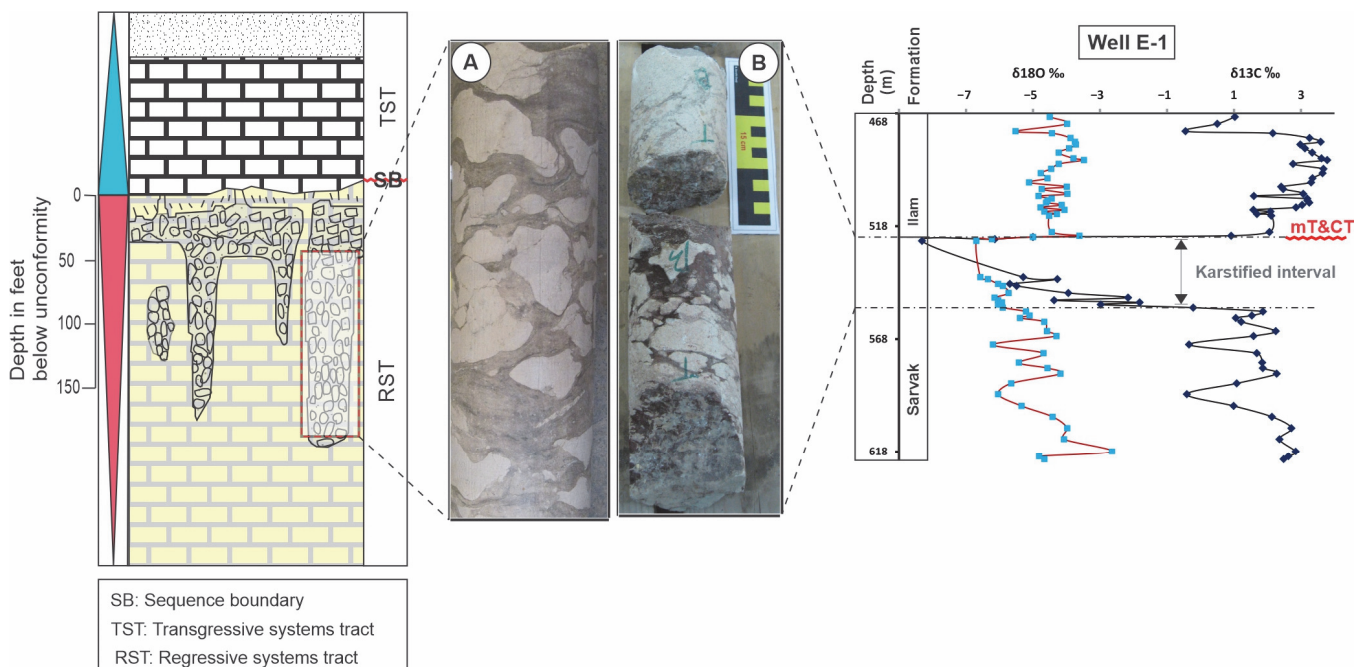 Well E-1
Depth (m)
Formation
δ18O ‰
δ13C ‰
-7
-5
-3
-1
1
3
468
518
568
618
Ilam
Sarvak
mT&CT
Karstified interval
A
B
15 cm
TST
SB
RST
Depth in feet
below unconformity
0
50
100
150
SB: Sequence boundary
TST: Transgressive systems tract
RST: Regressive systems tract